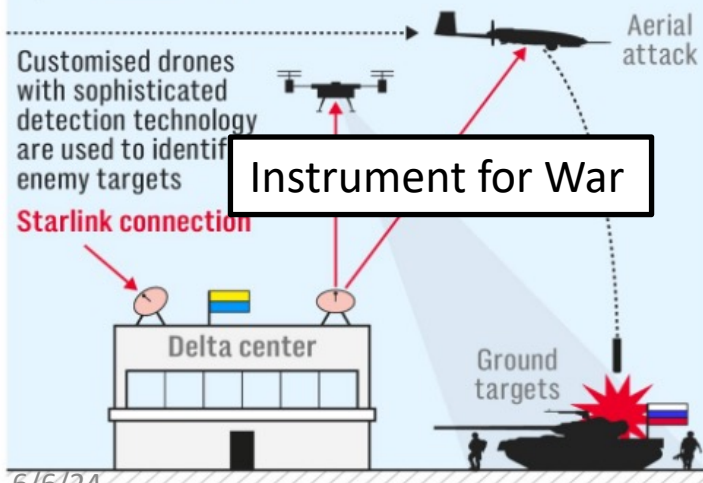 Aerial
attack
Customised drones
with sophisticated
detection technology
are used to identif
enemy targets
Instrument for War
Starlink connection
Delta center
Ground
targets